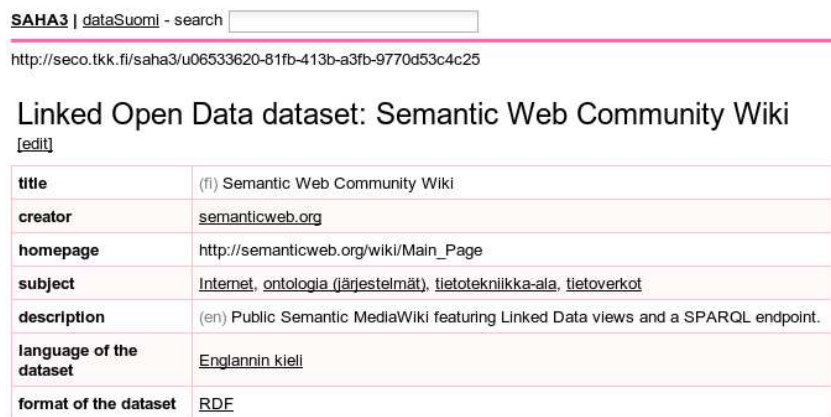 SAHA3 | dataSuomi - search
http://seco.tkk.fi/saha3/u06533620-81fb-413b-a3fb-9770d53c4c25
Linked Open Data dataset: Semantic Web Community Wiki
[edit]
title (fi) Semantic Web Community Wiki
creator semanticweb.org
homepage http://semanticweb.org/wiki/Main_Page
subject Internet, ontologia (järjestelmät), tietotekniikka-ala, tietoverkot
description (en) Public Semantic MediaWiki featuring Linked Data views and a SPARQL endpoint.
language of the
dataset Englannin kieli
format of the dataset RDF